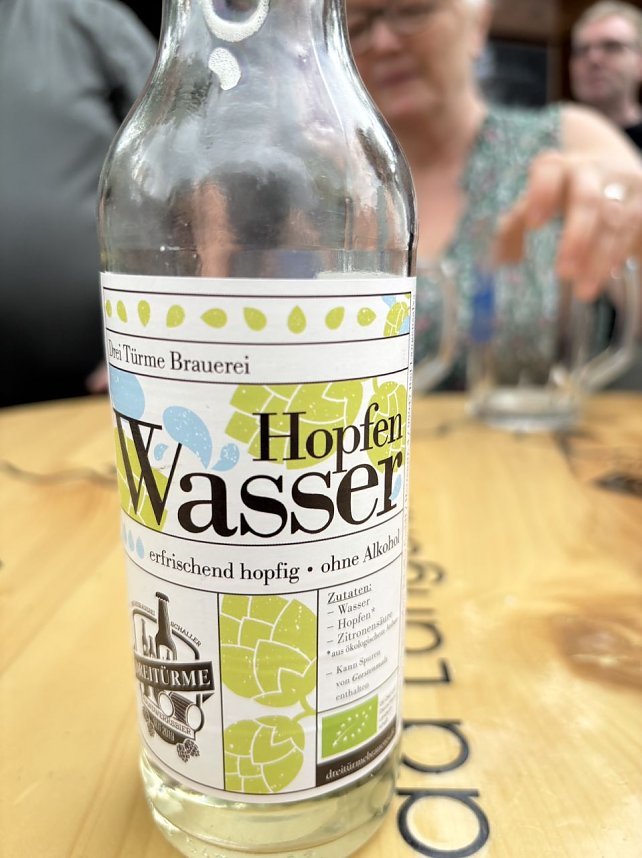 Drei Türme Brauerei
Hopfen
Wasser
erfrischend hopfig • ohne Alkohol
Zutaten:
– Wasser
– Hopfen*
– Zitronensäure
*aus ökologischem
– Kann Spuren
von Gerstenmalz
enthalten
SCHALLER
DREITÜRME
2019